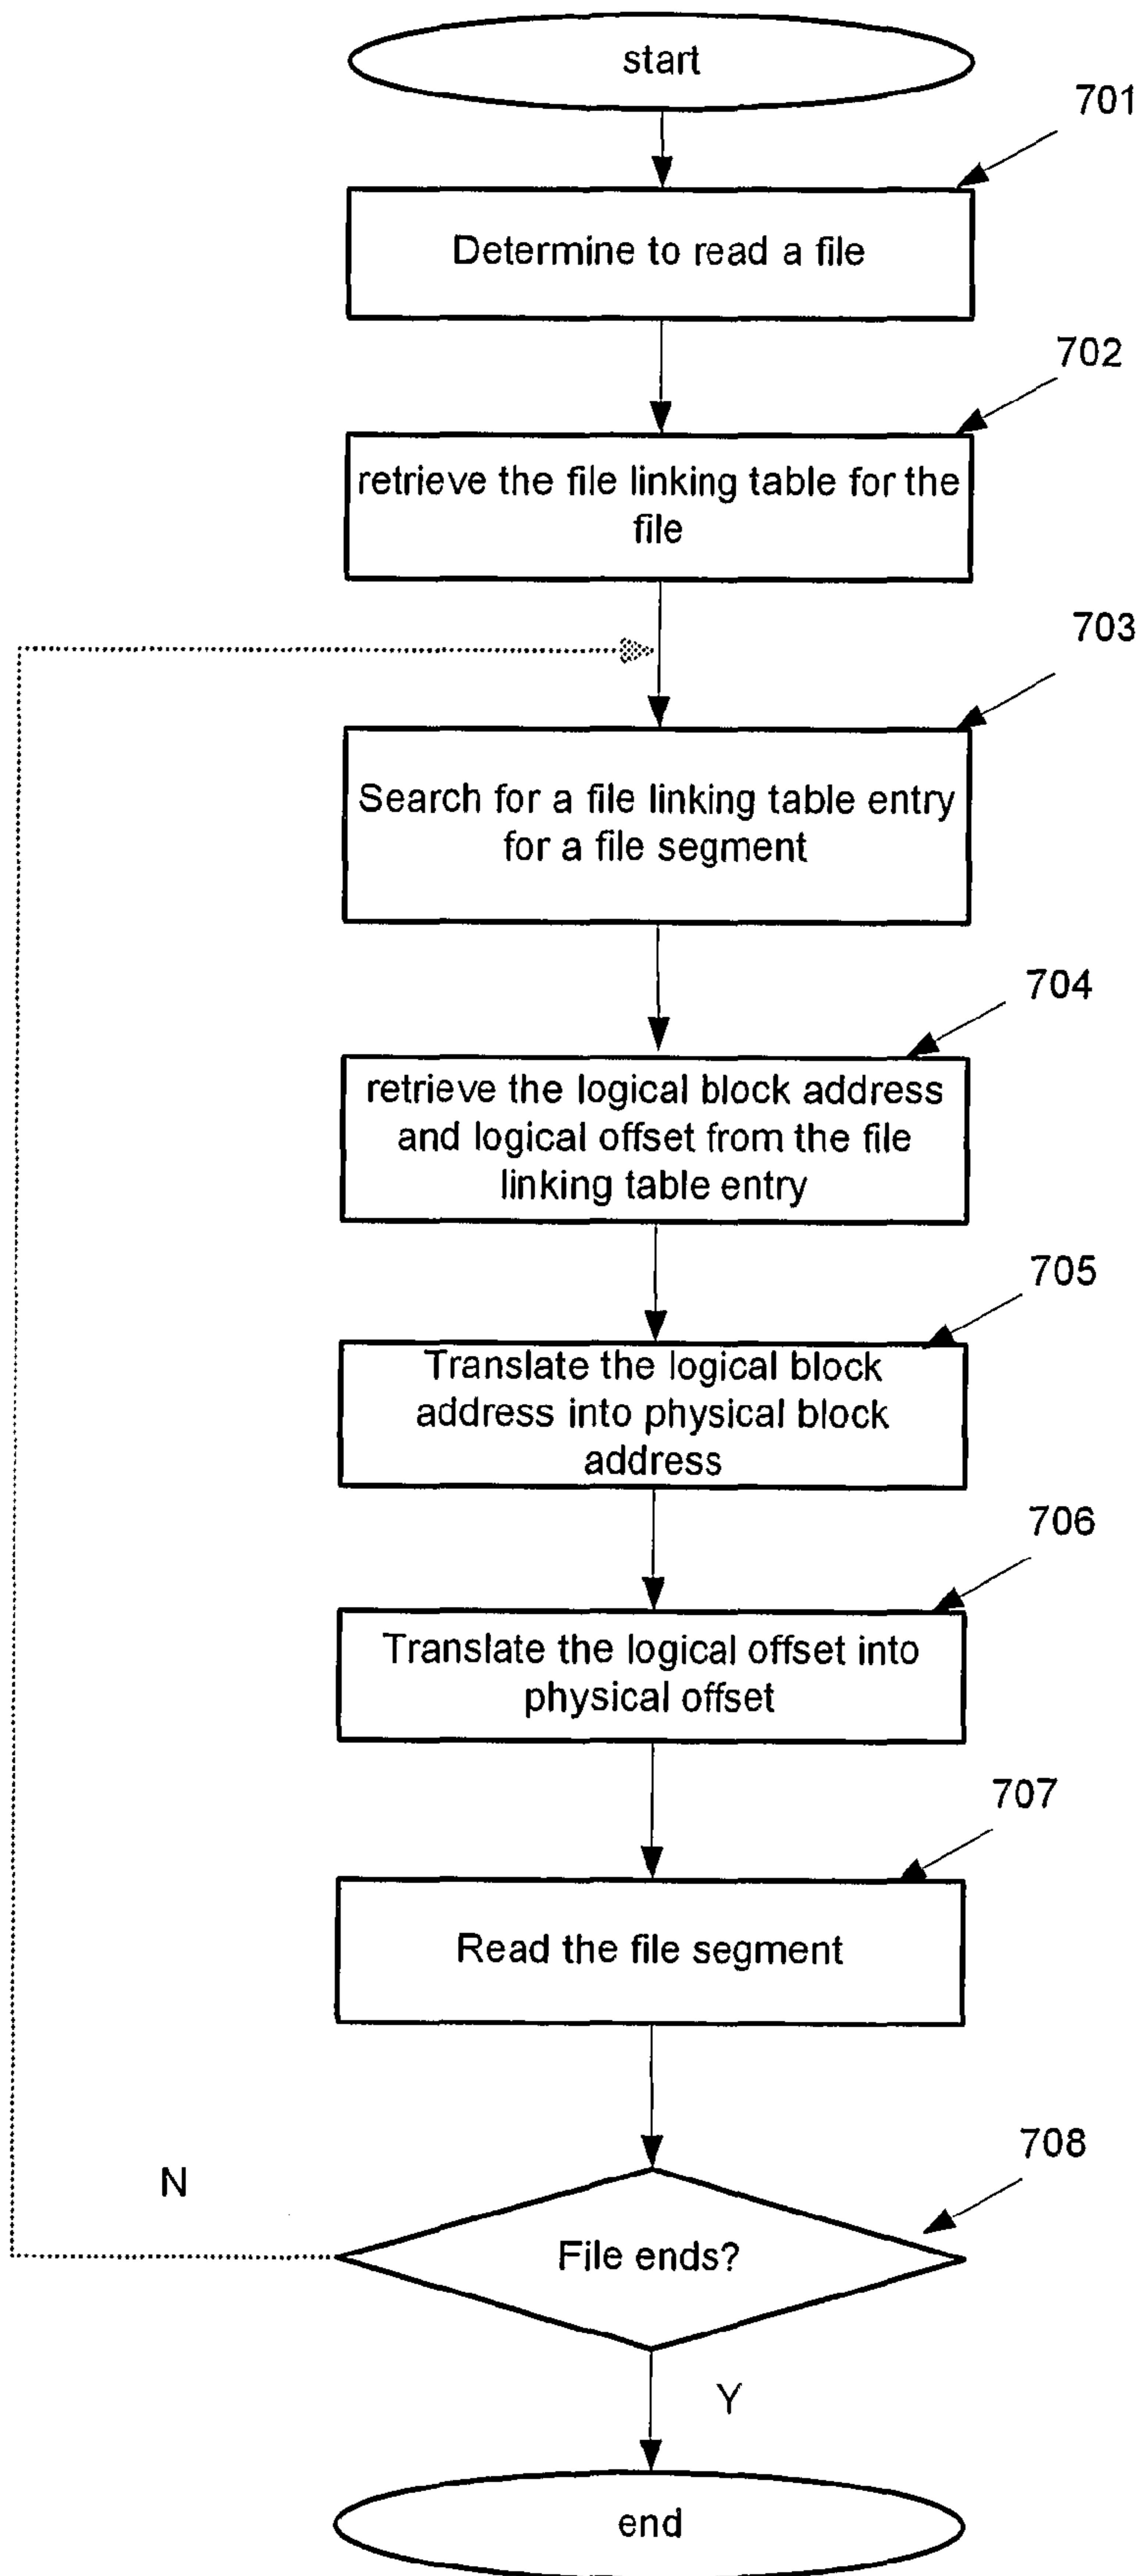 start
701
Determine to read a file
702
retrieve the file linking table for the
file
703
Search for a file linking table entry
for a file segment
704
retrieve the logical block address
and logical offset from the file
linking table entry
705
Translate the logical block
address into physical block
address
706
Translate the logical offset into
physical offset
707
Read the file segment
708
N
File ends?
Y
end